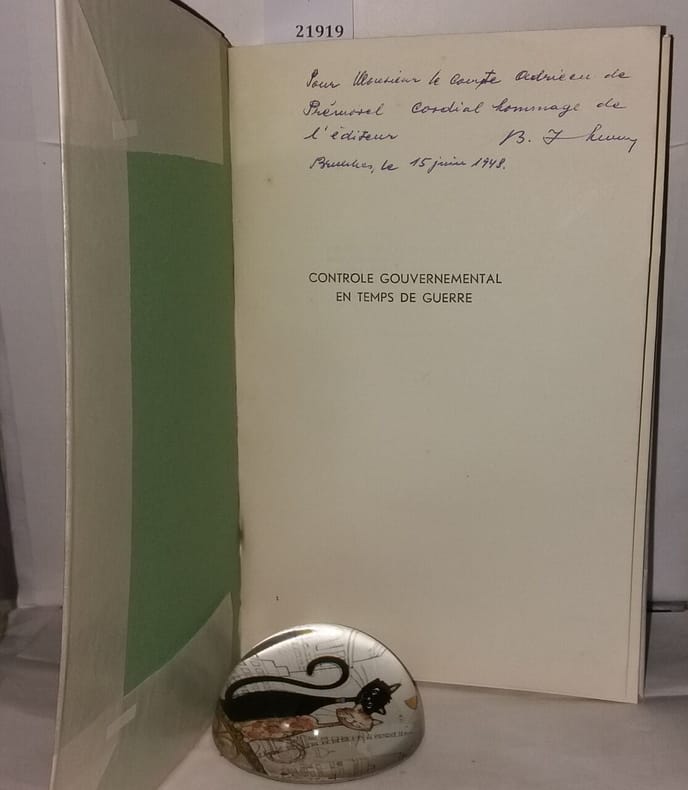 21919
Pour Monsieur le Comte Adrien de
Prémorel cordial hommage de
l'éditeur B.
Bruxelles, le 15 juin 1948.
CONTROLE GOUVERNEMENTAL
EN TEMPS DE GUERRE